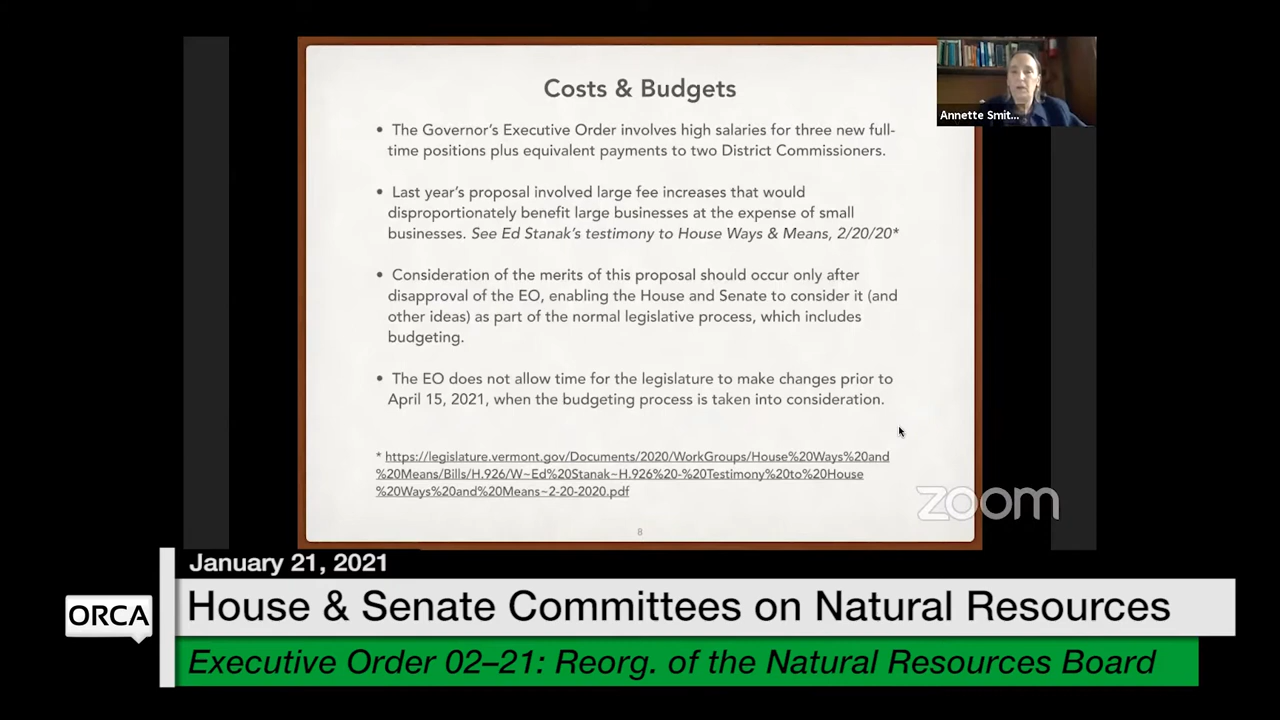 Costs & Budgets
Annette Smit...
• The Governor's Executive Order involves high salaries for three new full-
time positions plus equivalent payments to two District Commissioners.
• Last year's proposal involved large fee increases that would
disproportionately benefit large businesses at the expense of small
businesses. See Ed Stanak's testimony to House Ways & Means, 2/20/20*
• Consideration of the merits of this proposal should occur only after
disapproval of the EO, enabling the House and Senate to consider it (and
other ideas) as part of the normal legislative process, which includes
budgeting.
• The EO does not allow time for the legislature to make changes prior to
April 15, 2021, when the budgeting process is taken into consideration.
* https://legislature.vermont.gov/Documents/2020/WorkGroups/House%20Ways%20and
%20Means/Bills/H.926/W~Ed%20Stanak~H.926%20-%20Testimony%20to%20House
%20Ways%20and%20Means~2-20-2020.pdf
8
zoom
January 21, 2021
ORCA
House & Senate Committees on Natural Resources
Executive Order 02–21: Reorg. of the Natural Resources Board